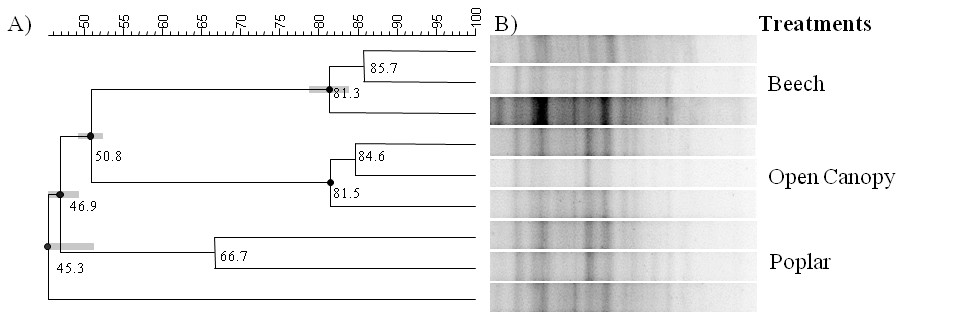 A)
50 55 60 65 70 75 80 85 90 95 100
B)
Treatments
85.7
Beech
81.3
50.8
84.6
Open Canopy
81.5
46.9
66.7
Poplar
45.3